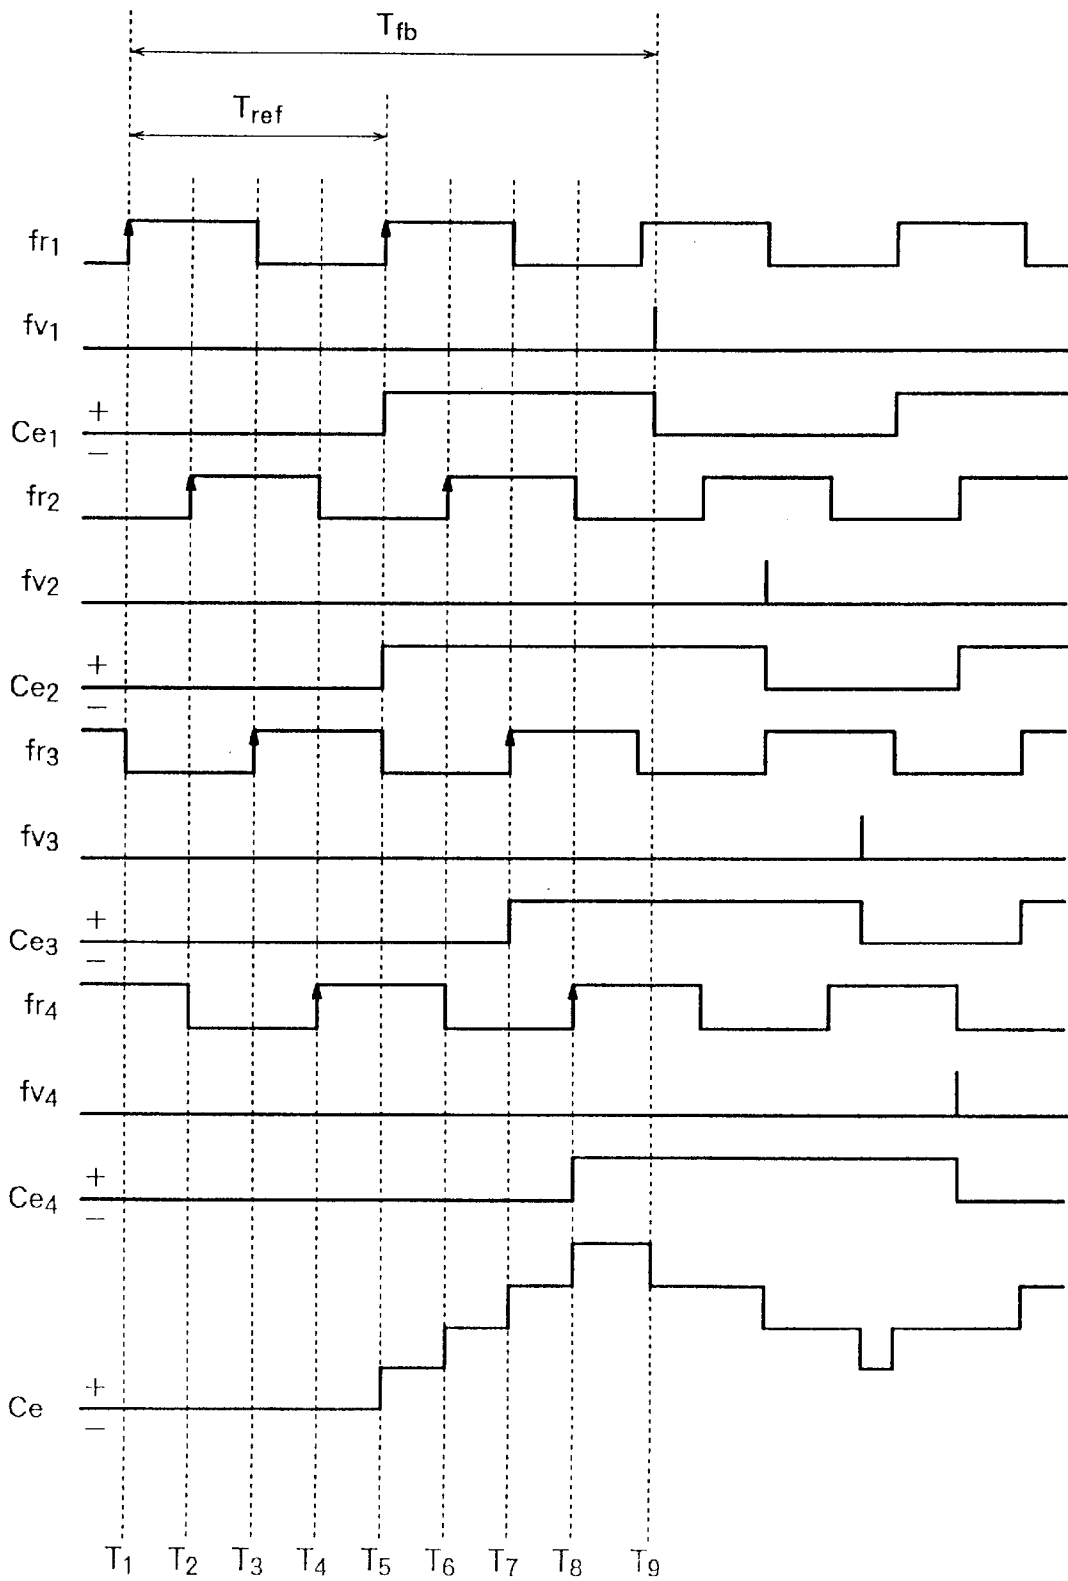 Tfb
Tref
fr1
fv1
+
Ce1
−
fr2
fv2
+
Ce2
−
fr3
fv3
+
Ce3
−
fr4
fv4
+
Ce4
−
+
Ce
−
T1 T2 T3 T4 T5 T6 T7 T8 T9